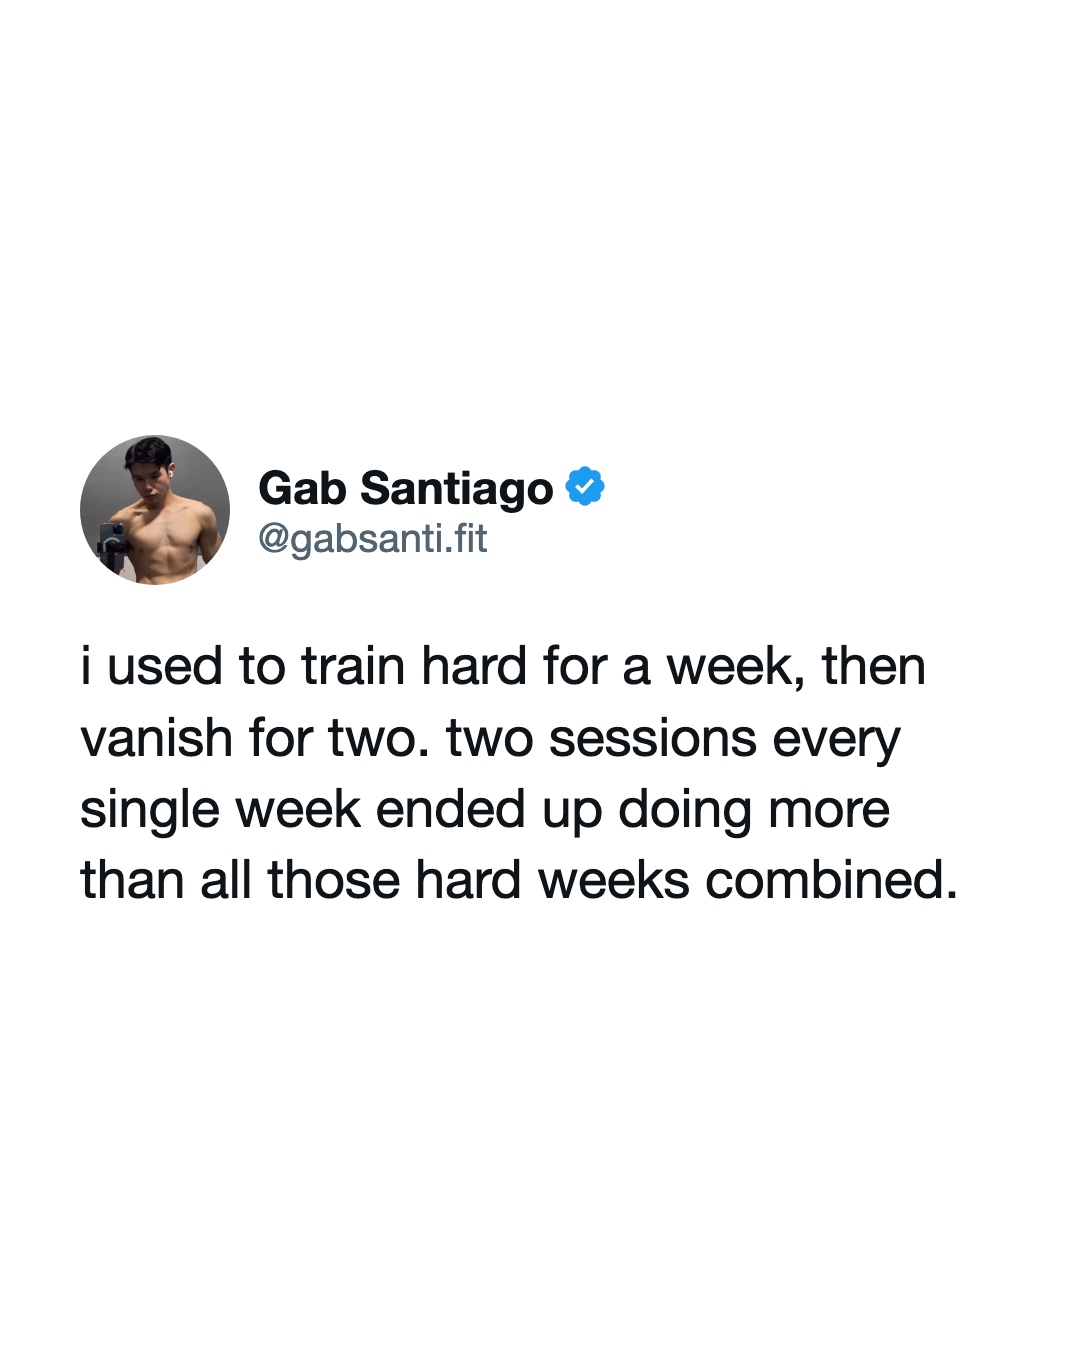 Gab Santiago
@gabsanti.fit
i used to train hard for a week, then
vanish for two. two sessions every
single week ended up doing more
than all those hard weeks combined.